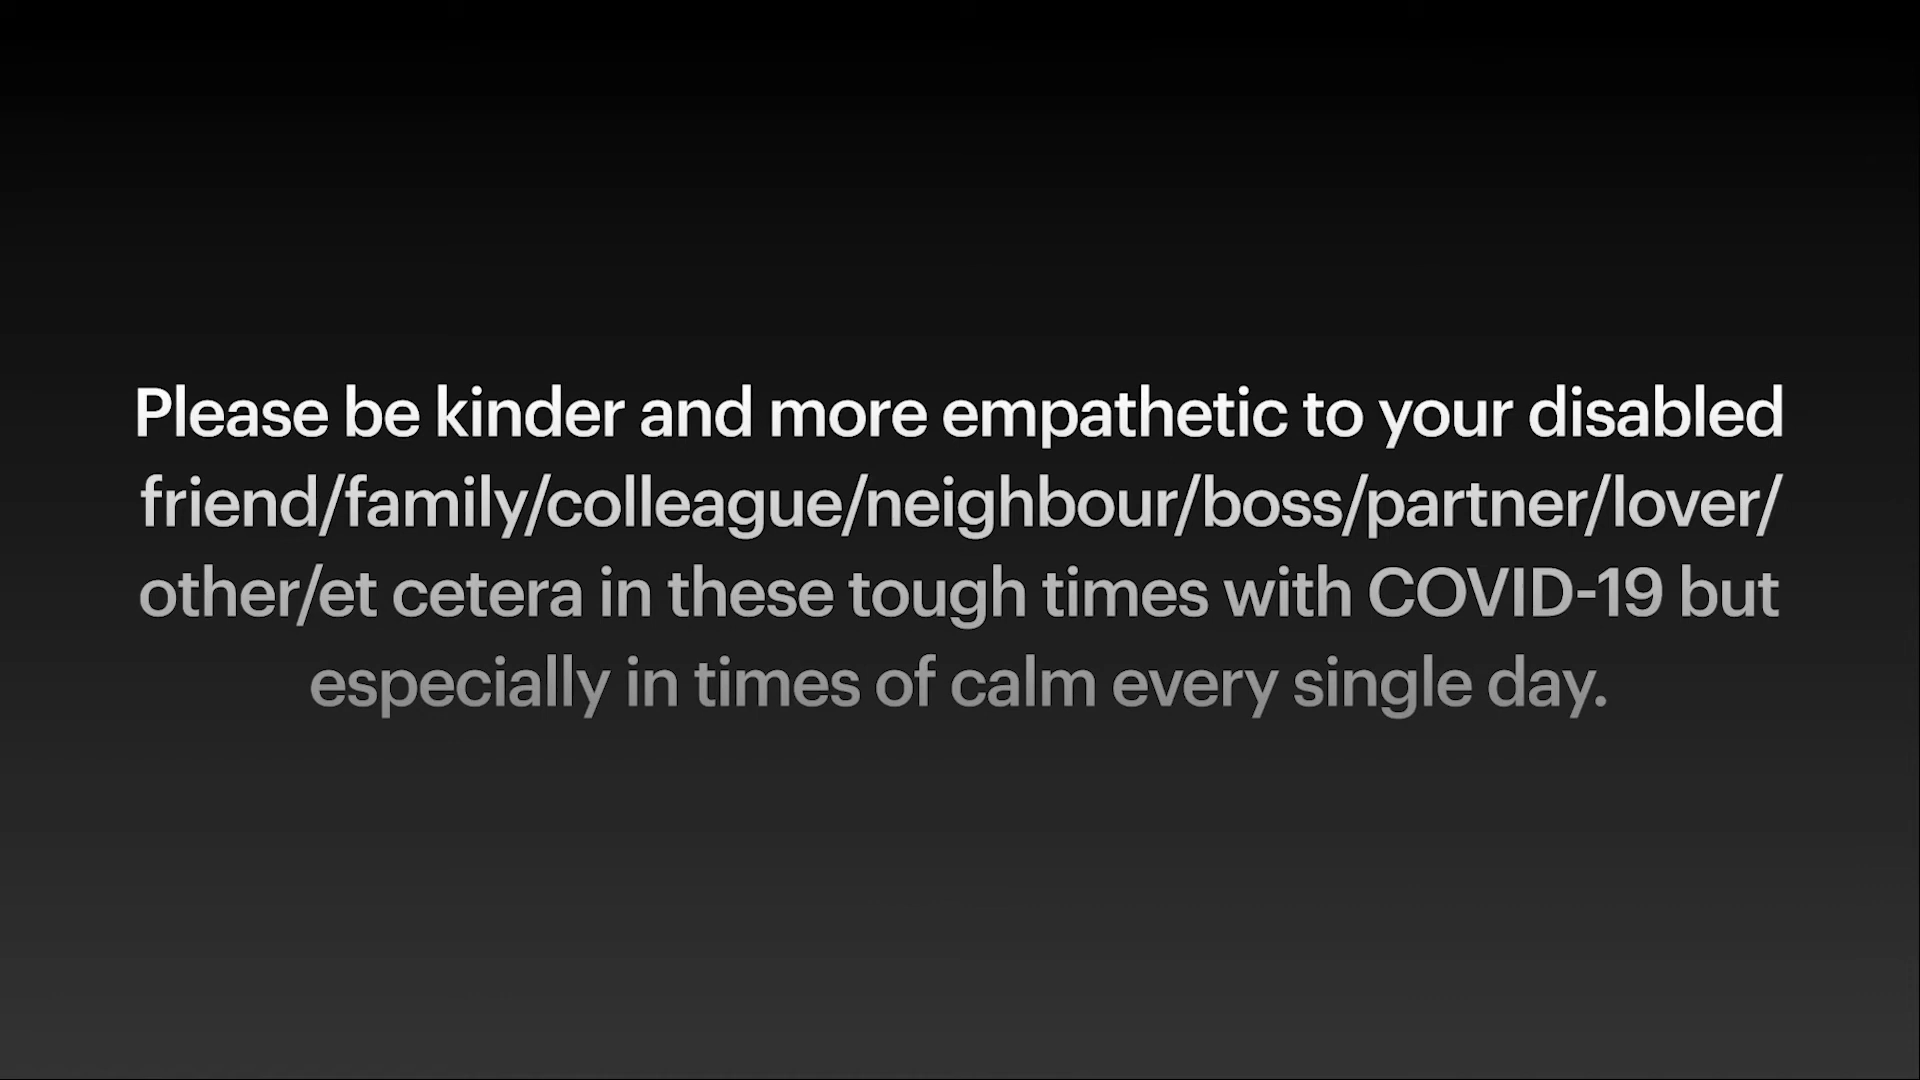 Please be kinder and more empathetic to your disabled
friend/family/colleague/neighbour/boss/partner/lover/
other/et cetera in these tough times with COVID-19 but
especially in times of calm every single day.